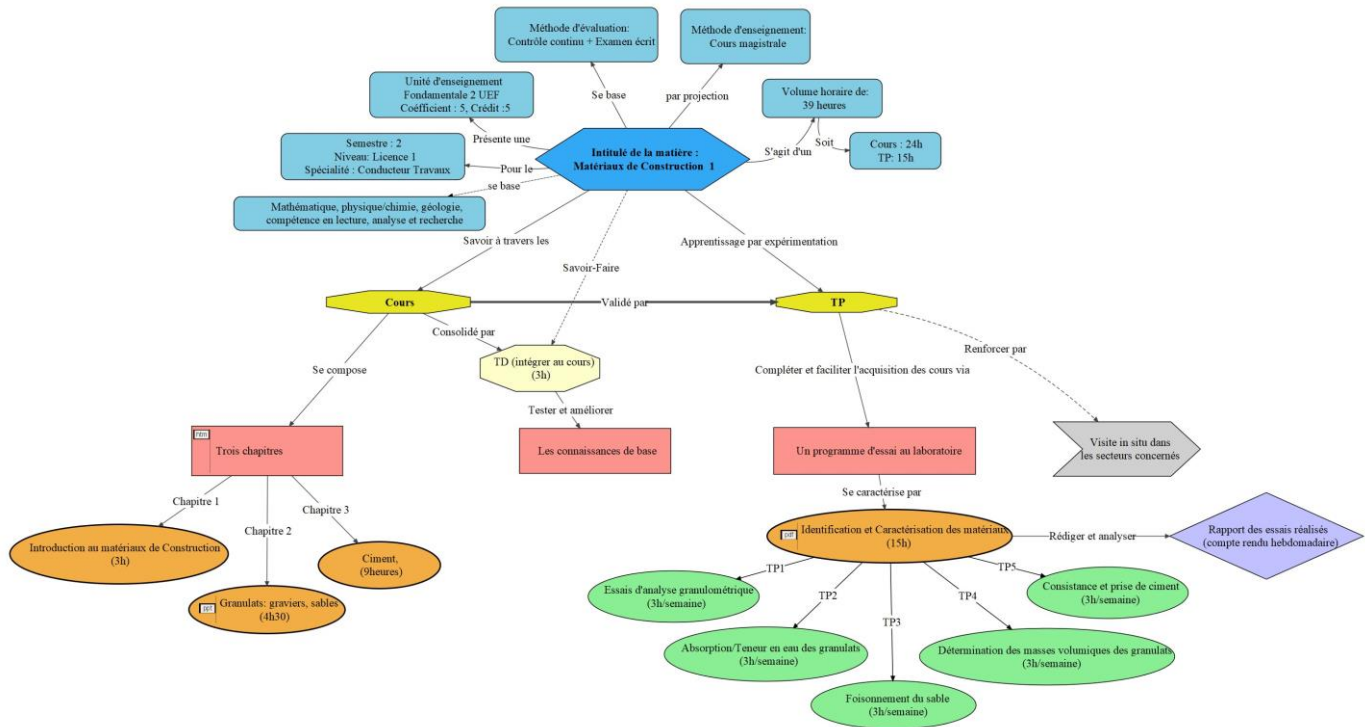 Méthode d'évaluation:
Contrôle continu + Examen écrit
Méthode d'enseignement:
Cours magistrale
Unité d'enseignement
Fondamentale 2 UEF
Coéfficient : 5, Crédit :5
Se base
par projection
Volume horaire de:
39 heures
Présente une
Semestre : 2
Niveau: Licence 1
Spécialité : Conducteur Travaux
Pour le
Intitulé de la matière :
Matériaux de Construction 1
S'agit d'un
Soit
Cours : 24h
TP: 15h
se base
Mathématique, physique/chimie, géologie,
compétence en lecture, analyse et recherche
Savoir à travers les
Apprentissage par expérimentation
Savoir-Faire
Cours
Validé par
TP
Consolidé par
TD (intégrer au cours)
(3h)
Renforcer par
Se compose
Compléter et faciliter l'acquisition des cours via
Tester et améliorer
htm
Trois chapitres
Les connaissances de base
Un programme d'essai au laboratoire
Visite in situ dans
les secteurs concernés
Se caractérise par
Chapitre 1
Chapitre 2
Chapitre 3
Introduction au matériaux de Construction
(3h)
Ciment,
(9heures)
ppt
Granulats: graviers, sables
(4h30)
pdf
Identification et Caractérisation des matériaux
(15h)
Rédiger et analyser
Rapport des essais réalisés
(compte rendu hebdomadaire)
TP1
TP2
TP3
TP4
TP5
Essais d'analyse granulométrique
(3h/semaine)
Consistance et prise de ciment
(3h/semaine)
Absorption/Teneur en eau des granulats
(3h/semaine)
Détermination des masses volumiques des granulats
(3h/semaine)
Foisonnement du sable
(3h/semaine)